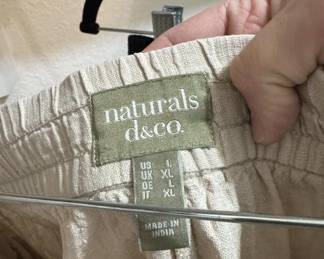 naturals
d&co.
US L
UK XL
DE L
IT XL
MADE IN
INDIA